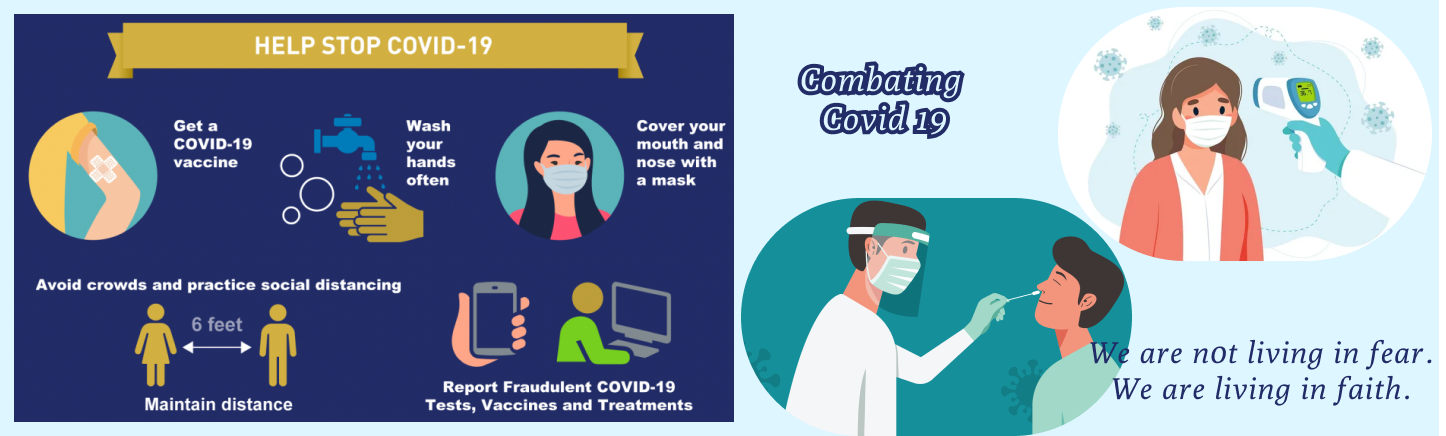 HELP STOP COVID-19
Get a
COVID-19
vaccine
Wash
your
hands
often
Cover your
mouth and
nose with
a mask
Avoid crowds and practice social distancing
6 feet
Maintain distance
Report Fraudulent COVID-19
Tests, Vaccines and Treatments
Combating
Covid 19
We are not living in fear.
We are living in faith.